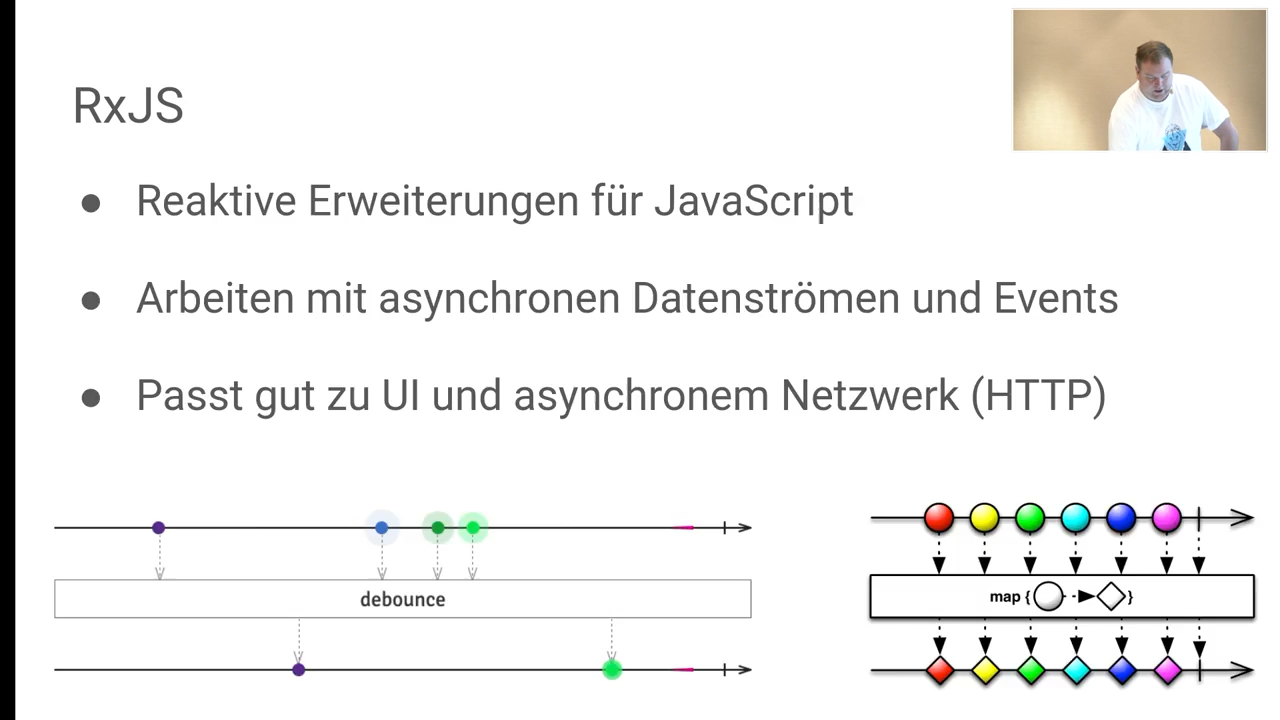 RxJS
● Reaktive Erweiterungen für JavaScript
● Arbeiten mit asynchronen Datenströmen und Events
● Passt gut zu UI und asynchronem Netzwerk (HTTP)
debounce
map { }